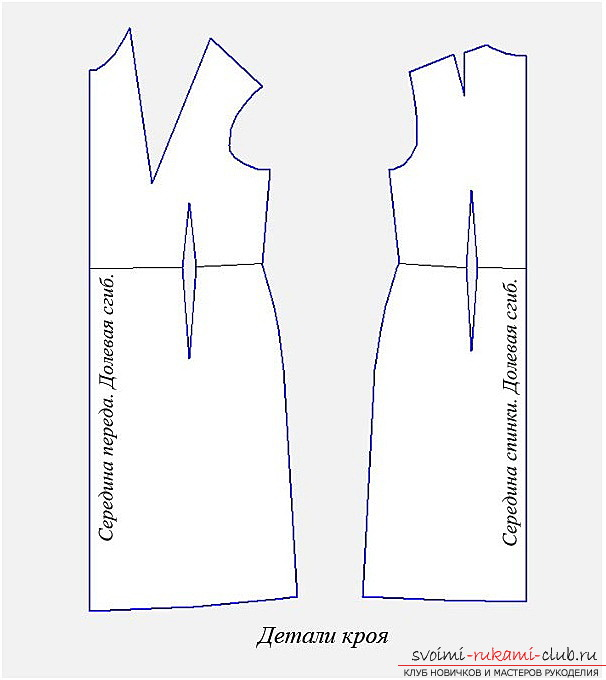 Середина переда. Долевая сгиб.
Середина спинки. Долевая сгиб.
Детали кроя
svoimi-rukami-club.ru
КЛУБ НОВИЧКОВ И МАСТЕРОВ РУКОДЕЛИЯ